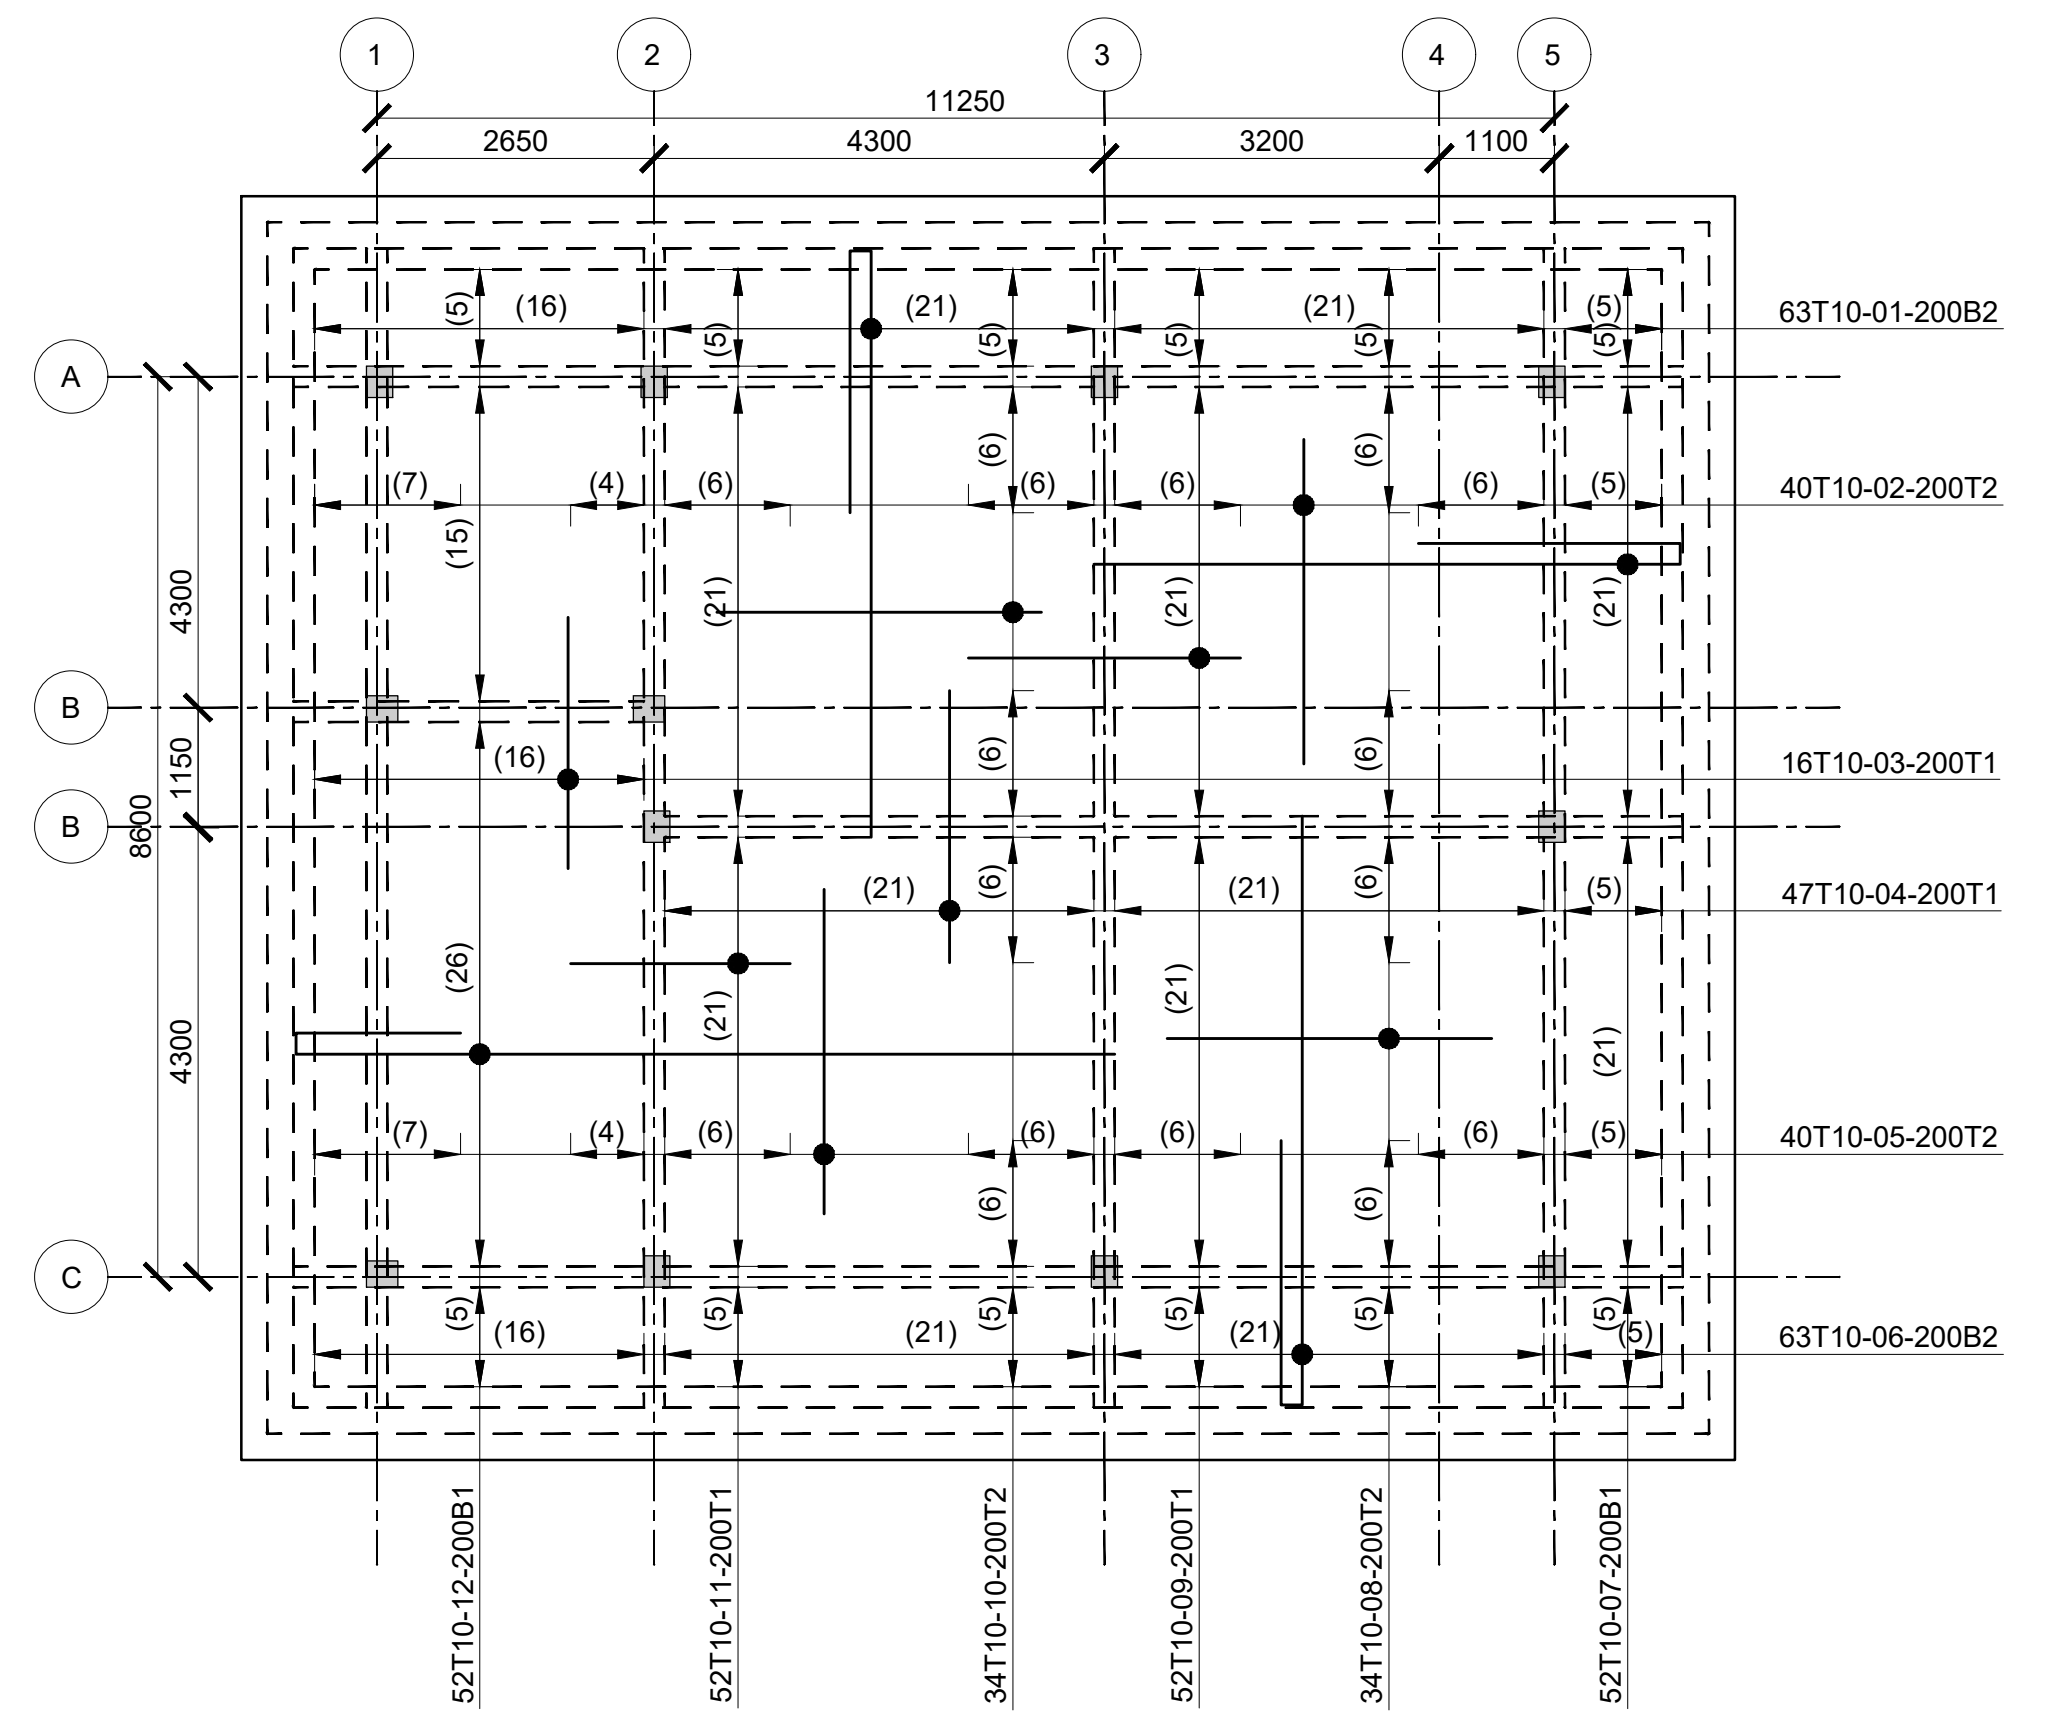 1 2 3 4 5
11250
2650 4300 3200 1100
(5) (16) (5) (21) (5) (5) (21) (5) (5) (5) 63T10-01-200B2
A
(6) (6)
(7) (4) (6) (6) (6) (6) (5) 40T10-02-200T2
(15)
4300 (21) (21) (21)
B
1150 (16) (6) (6) 16T10-03-200T1
8600
B
(21) (6) (21) (6) (5) 47T10-04-200T1
(26) (21) (21)
4300 (21)
(7) (4) (6) (6) (6) (6) (5) 40T10-05-200T2
(6) (6)
C
(5) (16) (5) (21) (5) (5) (21) (5) (5) (5) 63T10-06-200B2
52T10-12-200B1
52T10-11-200T1
34T10-10-200T2
52T10-09-200T1
34T10-08-200T2
52T10-07-200B1